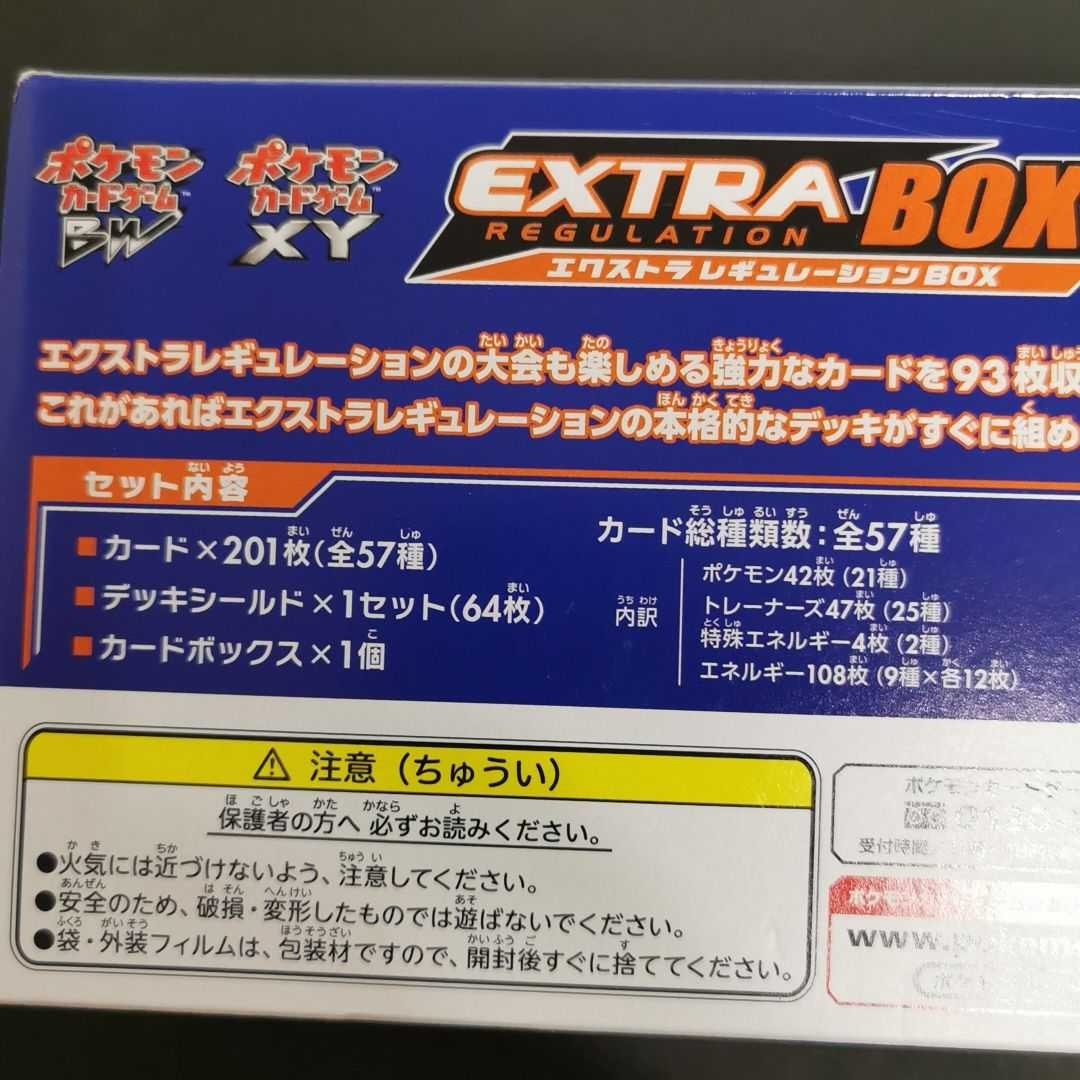 ポケモン
カードゲーム™
BW
ポケモン
カードゲーム™
XY
EXTRA BOX
REGULATION
エクストラレギュレーションBOX
エクストラレギュレーションの大会も楽しめる強力なカードを93枚収
これがあればエクストラレギュレーションの本格的なデッキがすぐに組め
セット内容
■カード×201枚(全57種)
■デッキシールド×1セット(64枚)
■カードボックス×1個
カード総種類数:全57種
内訳
ポケモン42枚(21種)
トレーナーズ47枚(25種)
特殊エネルギー4枚(2種)
エネルギー108枚(9種×各12枚)
⚠ 注意(ちゅうい)
保護者の方へ 必ずお読みください。
●火気には近づけないよう、注意してください。
●安全のため、破損・変形したものでは遊ばないでください。
●袋・外装フィルムは、包装材ですので、開封後すぐに捨ててください。
受付時間